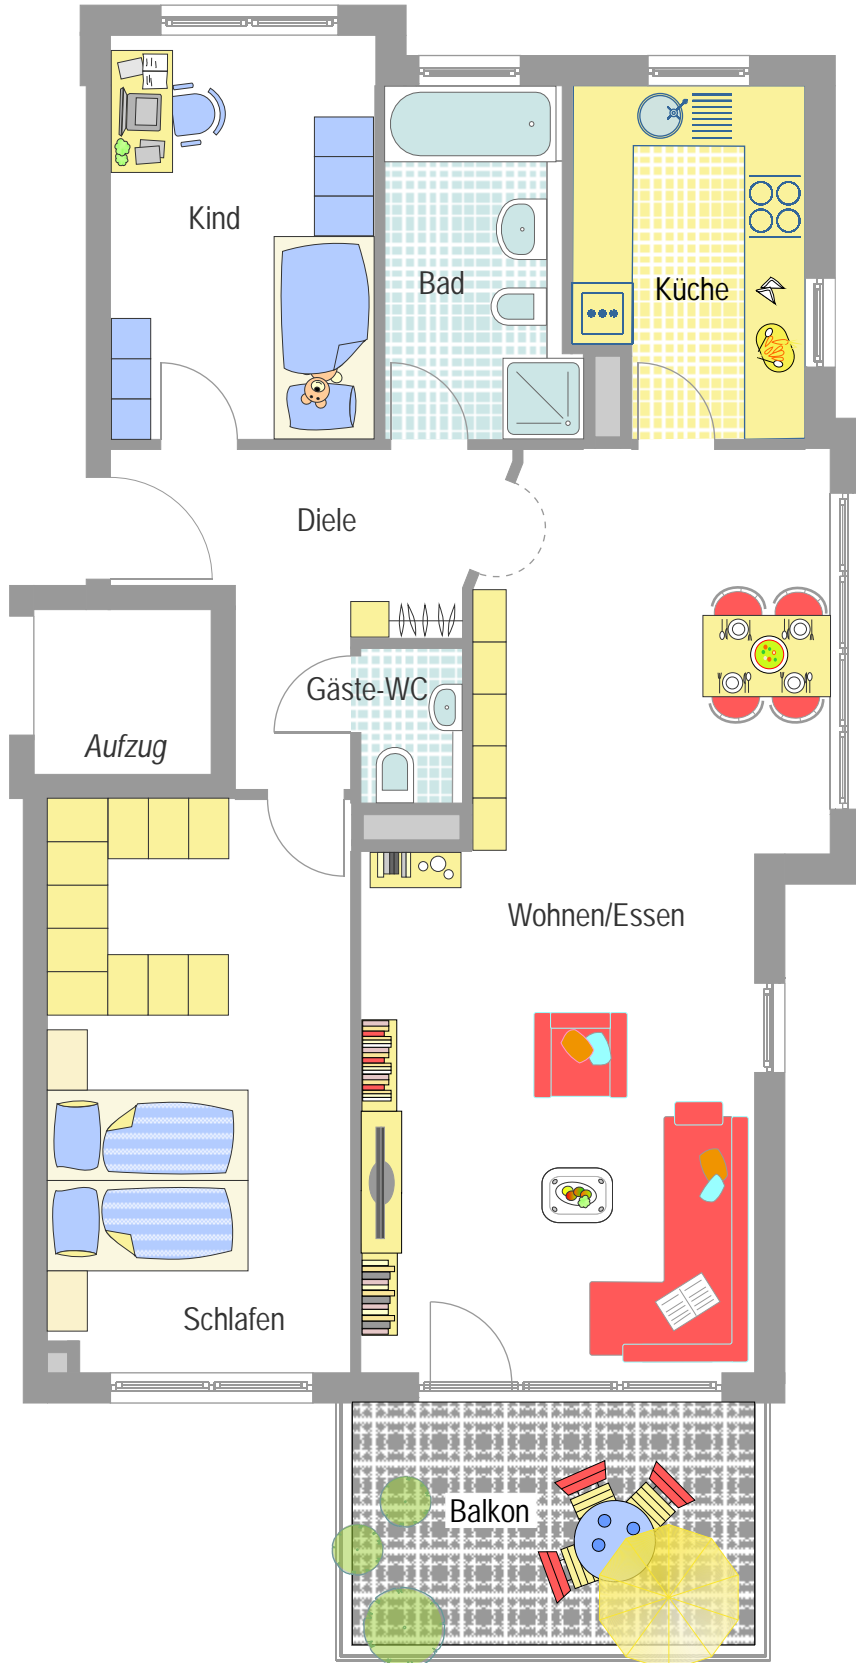 Kind
Bad
Küche
Diele
Gäste-WC
Aufzug
Wohnen/Essen
Schlafen
Balkon